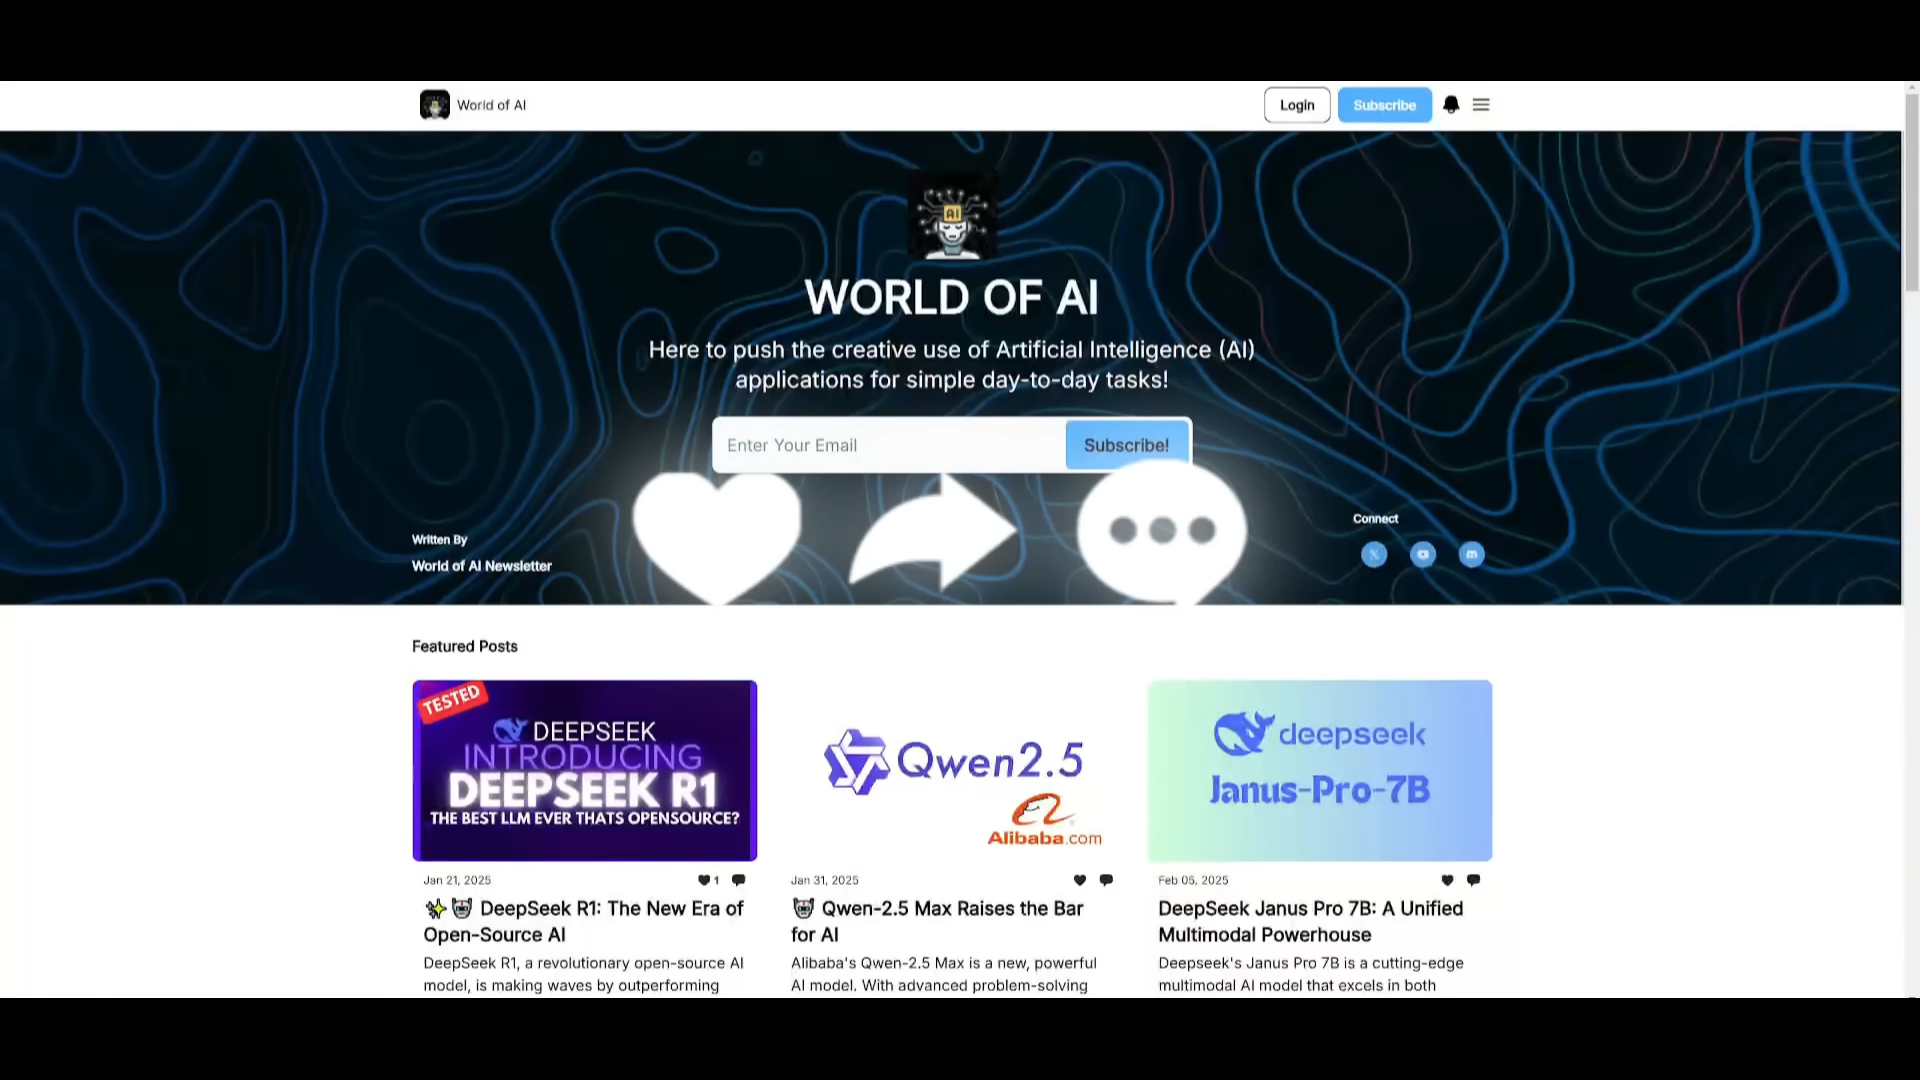 World of AI
Login
Subscribe
AI
WORLD OF AI
Here to push the creative use of Artificial Intelligence (AI)
applications for simple day-to-day tasks!
Enter Your Email
Subscribe!
Written By
World of AI Newsletter
Connect
Featured Posts
TESTED
DEEPSEEK
INTRODUCING
DEEPSEEK R1
THE BEST LLM EVER THATS OPENSOURCE?
Qwen2.5
Alibaba.com
deepseek
Janus-Pro-7B
Jan 21, 2025
1
DeepSeek R1: The New Era of
Open-Source AI
DeepSeek R1, a revolutionary open-source AI
model, is making waves by outperforming
Jan 31, 2025
Qwen-2.5 Max Raises the Bar
for AI
Alibaba's Qwen-2.5 Max is a new, powerful
AI model. With advanced problem-solving
Feb 05, 2025
DeepSeek Janus Pro 7B: A Unified
Multimodal Powerhouse
Deepseek's Janus Pro 7B is a cutting-edge
multimodal AI model that excels in both